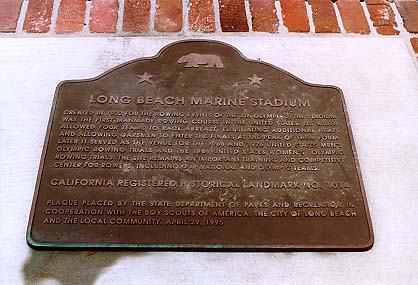 LONG BEACH MARINE STADIUM
CREATED IN 1932 FOR THE ROWING EVENTS OF THE XTH OLYMPIAD, THE STADIUM
WAS THE FIRST MANMADE ROWING COURSE IN THE UNITED STATES. ITS WIDTH
ALLOWED FOUR TEAMS TO RACE ABREAST, ELIMINATING ADDITIONAL HEATS
AND ALLOWING OARSMEN TO ENTER THE FINALS AT THE PEAK OF THEIR FORM.
LATER IT SERVED AS THE VENUE FOR THE 1968 AND 1976 UNITED STATES MEN'S
OLYMPIC ROWING TRIALS AND THE 1984 UNITED STATES WOMEN'S OLYMPIC
ROWING TRIALS. THE SITE REMAINS AN IMPORTANT TRAINING AND COMPETITIVE
CENTER FOR ROWERS, INCLUDING OUR NATIONAL AND OLYMPIC TEAMS.
CALIFORNIA REGISTERED HISTORICAL LANDMARK NO. 1014
PLAQUE PLACED BY THE STATE DEPARTMENT OF PARKS AND RECREATION IN
COOPERATION WITH THE BOY SCOUTS OF AMERICA, THE CITY OF LONG BEACH
AND THE LOCAL COMMUNITY, APRIL 29, 1995